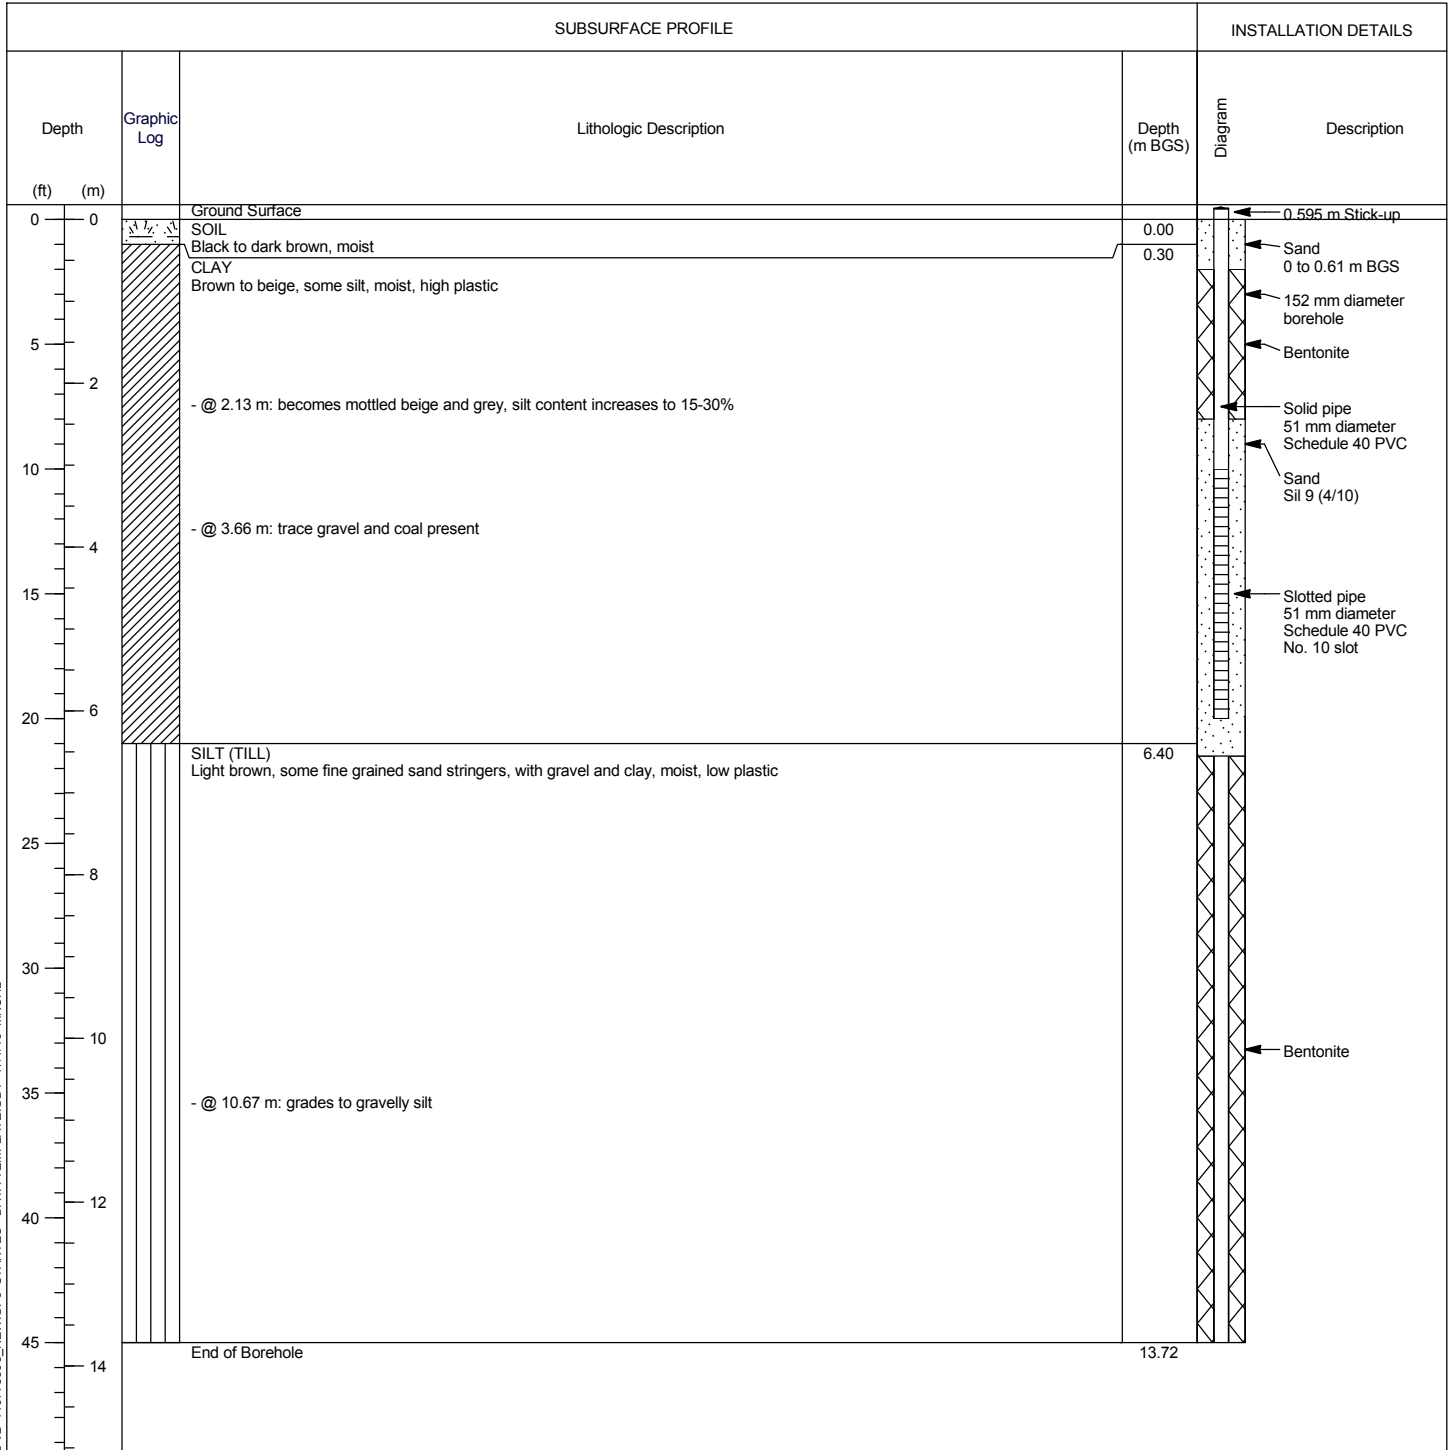 SUBSURFACE PROFILE
INSTALLATION DETAILS
Depth
Graphic
Log
Lithologic Description
Depth
(m BGS)
Diagram
Description
(ft)
(m)
Ground Surface
0
0
SOIL
Black to dark brown, moist
0.00
0.30
CLAY
Brown to beige, some silt, moist, high plastic
0.595 m Stick-up
Sand
0 to 0.61 m BGS
152 mm diameter
borehole
5
Bentonite
2
- @ 2.13 m: becomes mottled beige and grey, silt content increases to 15-30%
Solid pipe
51 mm diameter
Schedule 40 PVC
10
Sand
Sil 9 (4/10)
- @ 3.66 m: trace gravel and coal present
4
15
Slotted pipe
51 mm diameter
Schedule 40 PVC
No. 10 slot
6
20
SILT (TILL)
6.40
Light brown, some fine grained sand stringers, with gravel and clay, moist, low plastic
25
8
30
10
Bentonite
35
- @ 10.67 m: grades to gravelly silt
12
40
45
End of Borehole
13.72
14